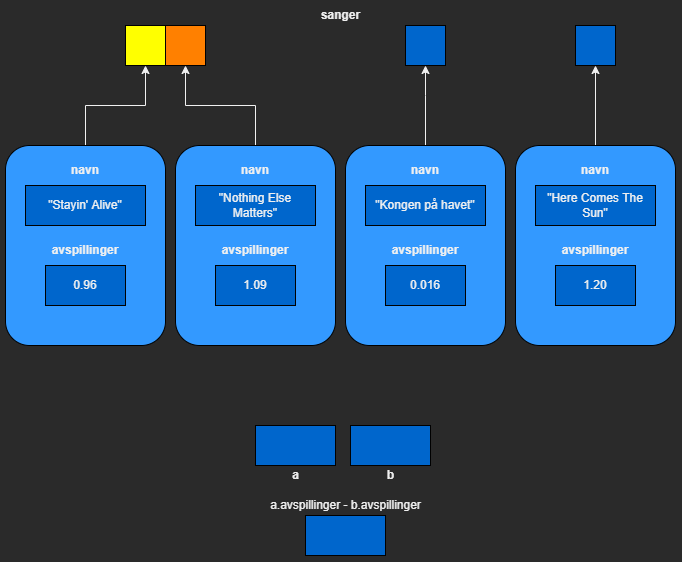 sanger
navn
navn
navn
navn
"Stayin' Alive"
"Nothing Else
Matters"
"Kongen på havet"
"Here Comes The
Sun"
avspillinger
avspillinger
avspillinger
avspillinger
0.96
1.09
0.016
1.20
a
b
a.avspillinger - b.avspillinger